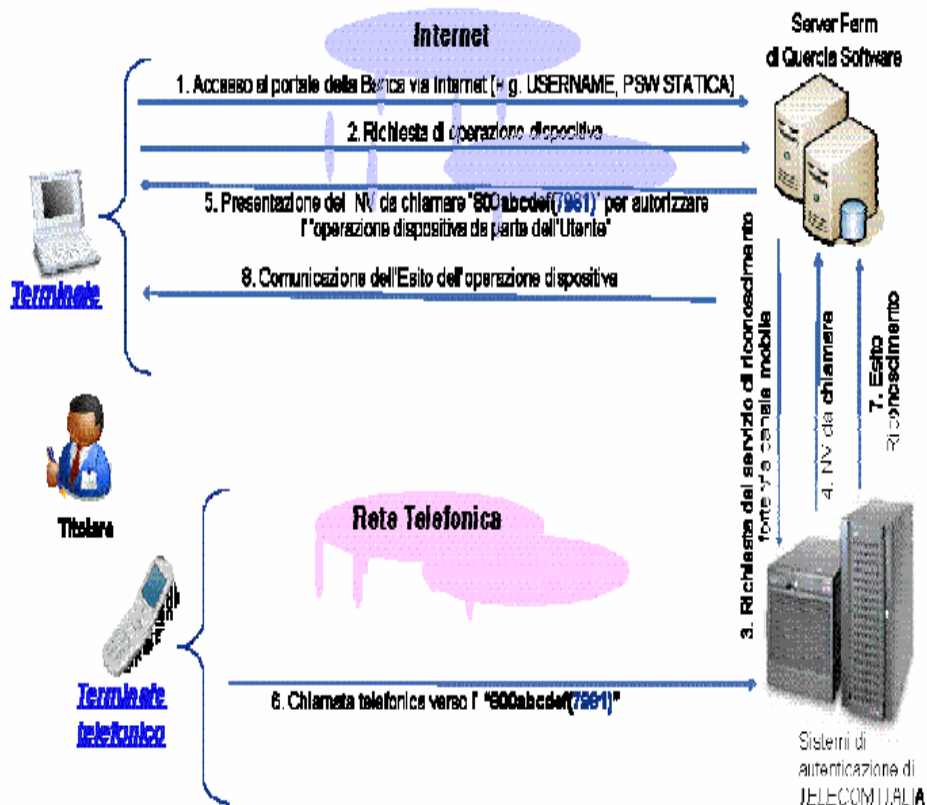 Internet
Server Farm
di Quercia Software
1. Accesso al portale della Banca via Internet (e.g. USERNAME, PSW STATICA)
2. Richiesta di operazione dispositiva
5. Presentazione del NV da chiamare "800abcdef(7981)" per autorizzare
l'"operazione dispositiva da parte dell'Utente"
8. Comunicazione dell'Esito dell'operazione dispositiva
Terminale
3. Richiesta del servizio di riconoscimento
forte via canale mobile
4. NV da chiamare
7. Esito
Riconoscimento
Titolare
Rete Telefonica
Terminale
telefonico
6. Chiamata telefonica verso l' "800abcdef(7981)"
Sistemi di
autenticazione di
TELECOM ITALIA